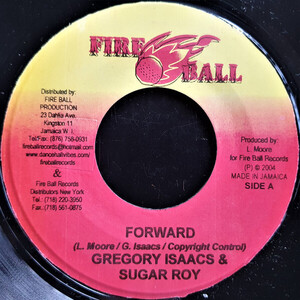 FIRE BALL
Distributed by:
FIRE BALL
PRODUCTION
23 Dahlia Ave.
Kingston 11
Jamaica W. I.
Tel/Fax: (876) 758-0931
fireballrecords@hotmail.com
www.dancehallvibes.com
fireballrecords@yahoo.com
&
Fire Ball Records
Distributors New York
Tel: (718) 220-3950
Fax: (718) 561-0875
Produced by:
L. Moore
for Fire Ball Records
(P) © 2004
MADE IN JAMAICA
SIDE A
FORWARD
(L. Moore / G. Isaacs / Copyright Control)
GREGORY ISAACS &
SUGAR ROY